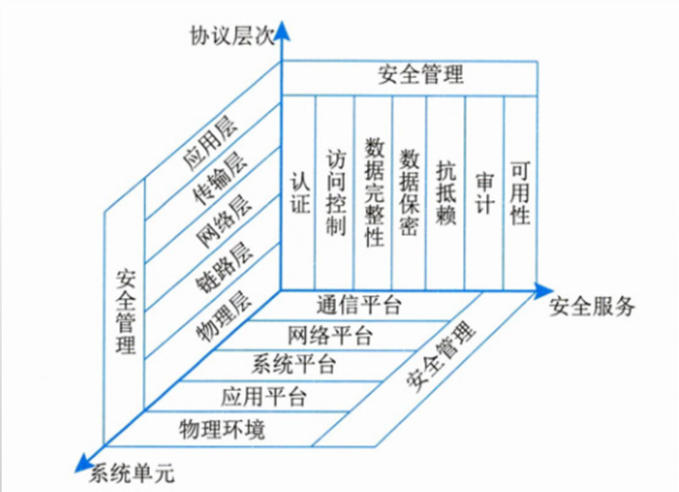 协议层次
安全管理
应用层
传输层
网络层
链路层
物理层
安全管理
认证
访问控制
数据完整性
数据保密
抗抵赖
审计
可用性
安全服务
通信平台
网络平台
系统平台
应用平台
物理环境
安全管理
系统单元